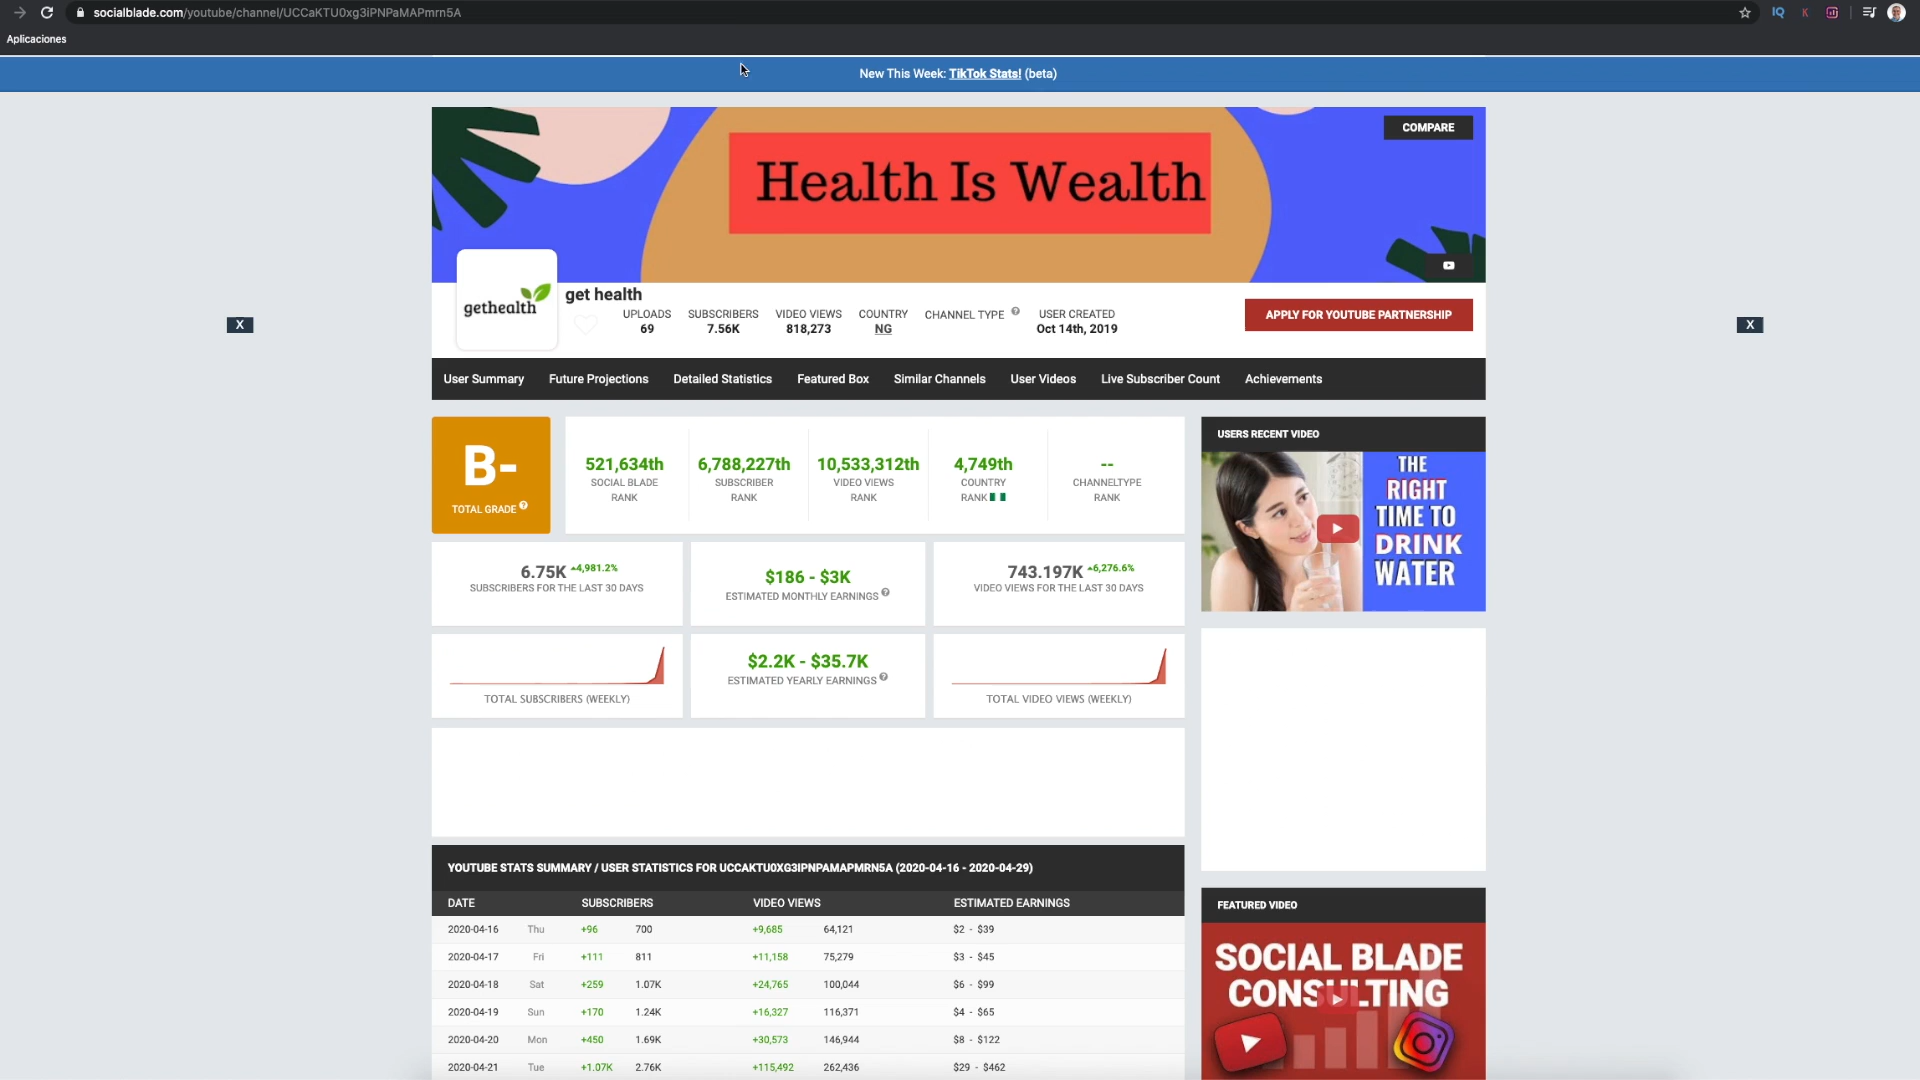 socialblade.com/youtube/channel/UCCaKTU0xg3iPNPaMAPmrn5A
Aplicaciones
New This Week: TikTok Stats! (beta)
COMPARE
Health Is Wealth
gethealth
get health
UPLOADS
69
SUBSCRIBERS
7.56K
VIDEO VIEWS
818,273
COUNTRY
NG
CHANNEL TYPE
USER CREATED
Oct 14th, 2019
APPLY FOR YOUTUBE PARTNERSHIP
X
X
User Summary Future Projections Detailed Statistics Featured Box Similar Channels User Videos Live Subscriber Count Achievements
B-
TOTAL GRADE
521,634th
SOCIAL BLADE
RANK
6,788,227th
SUBSCRIBER
RANK
10,533,312th
VIDEO VIEWS
RANK
4,749th
COUNTRY
RANK
--
CHANNELTYPE
RANK
USERS RECENT VIDEO
THE
RIGHT
TIME TO
DRINK
WATER
6.75K 4,981.2%
SUBSCRIBERS FOR THE LAST 30 DAYS
$186 - $3K
ESTIMATED MONTHLY EARNINGS
743.197K 6,276.6%
VIDEO VIEWS FOR THE LAST 30 DAYS
TOTAL SUBSCRIBERS (WEEKLY)
$2.2K - $35.7K
ESTIMATED YEARLY EARNINGS
TOTAL VIDEO VIEWS (WEEKLY)
YOUTUBE STATS SUMMARY / USER STATISTICS FOR UCCAKTU0XG3IPNPAMAPMRN5A (2020-04-16 - 2020-04-29)
DATE SUBSCRIBERS VIDEO VIEWS ESTIMATED EARNINGS
2020-04-16 Thu +96 700 +9,685 64,121 $2 - $39
2020-04-17 Fri +111 811 +11,158 75,279 $3 - $45
2020-04-18 Sat +259 1.07K +24,765 100,044 $6 - $99
2020-04-19 Sun +170 1.24K +16,327 116,371 $4 - $65
2020-04-20 Mon +450 1.69K +30,573 146,944 $8 - $122
2020-04-21 Tue +1.07K 2.76K +115,492 262,436 $29 - $462
FEATURED VIDEO
SOCIAL BLADE
CONSULTING